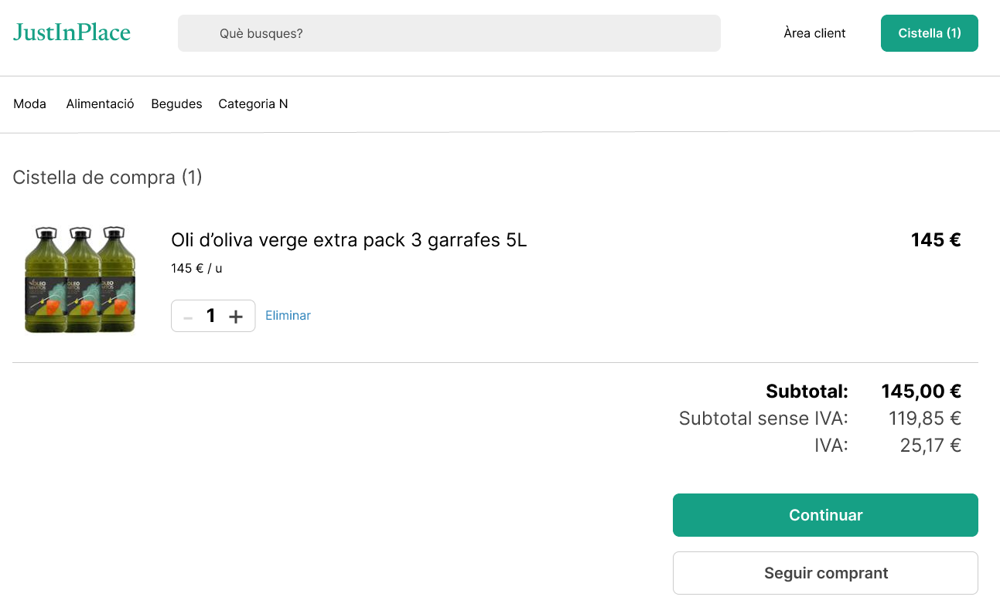 JustInPlace
Què busques?
Àrea client
Cistella (1)
Moda Alimentació Begudes Categoria N
Cistella de compra (1)
Oli d’oliva verge extra pack 3 garrafes 5L
145 €
145 € / u
– 1 +
Eliminar
Subtotal: 145,00 €
Subtotal sense IVA: 119,85 €
IVA: 25,17 €
Continuar
Seguir comprant